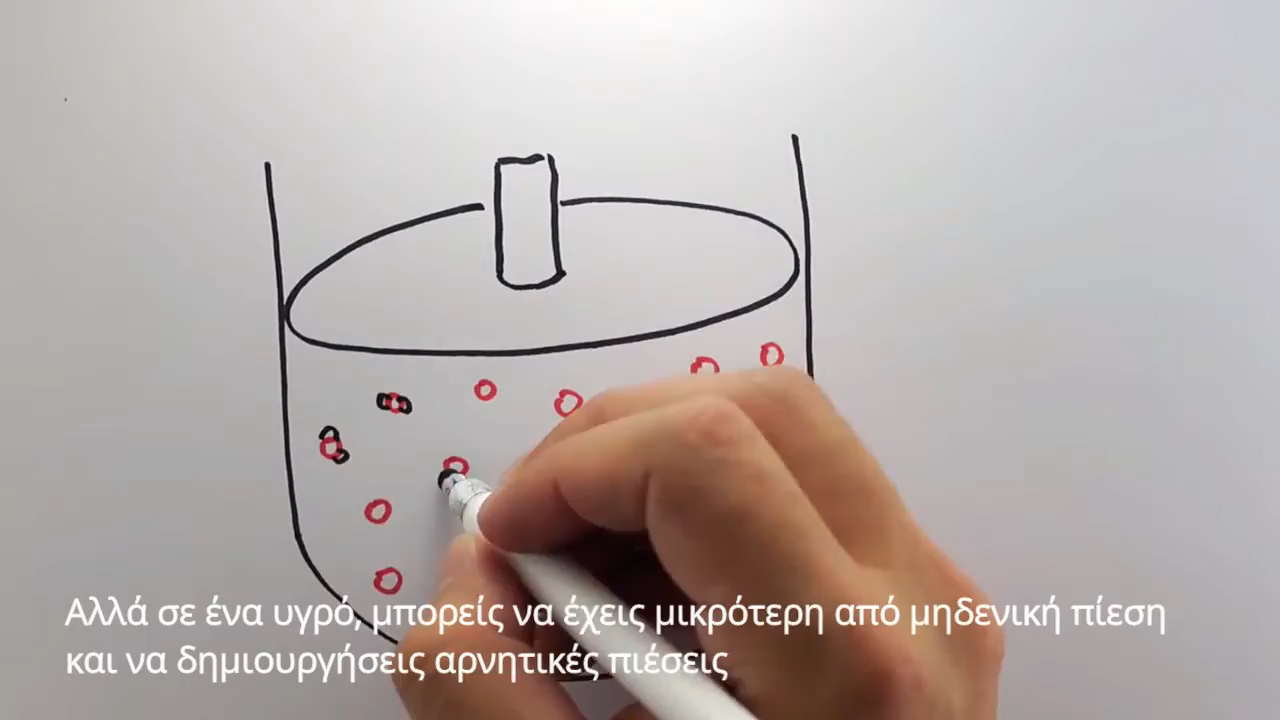 Αλλά σε ένα υγρό, μπορείς να έχεις μικρότερη από μηδενική πίεση
και να δημιουργήσεις αρνητικές πιέσεις